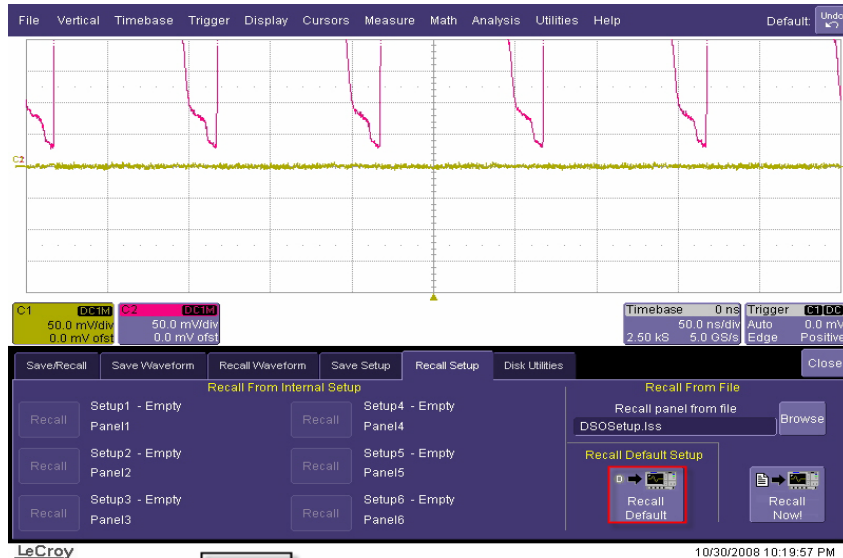 File Vertical Timebase Trigger Display Cursors Measure Math Analysis Utilities Help Default: Undo
C2
C1 DC1M C2 DC1M
50.0 mV/div 50.0 mV/div
0.0 mV ofst 0.0 mV ofst
Timebase 0 ns Trigger C1 DC
50.0 ns/div Auto 0.0 mV
2.50 kS 5.0 GS/s Edge Positive
Save/Recall Save Waveform Recall Waveform Save Setup Recall Setup Disk Utilities Close
Recall From Internal Setup Recall From File
Recall Setup1 - Empty
Panel1
Recall Setup4 - Empty
Panel4
Recall panel from file
DSOSetup.lss Browse
Recall Setup2 - Empty
Panel2
Recall Setup5 - Empty
Panel5
Recall Default Setup
Recall Setup3 - Empty
Panel3
Recall Setup6 - Empty
Panel6
D
Recall
Default
Recall
Now!
LeCroy 10/30/2008 10:19:57 PM